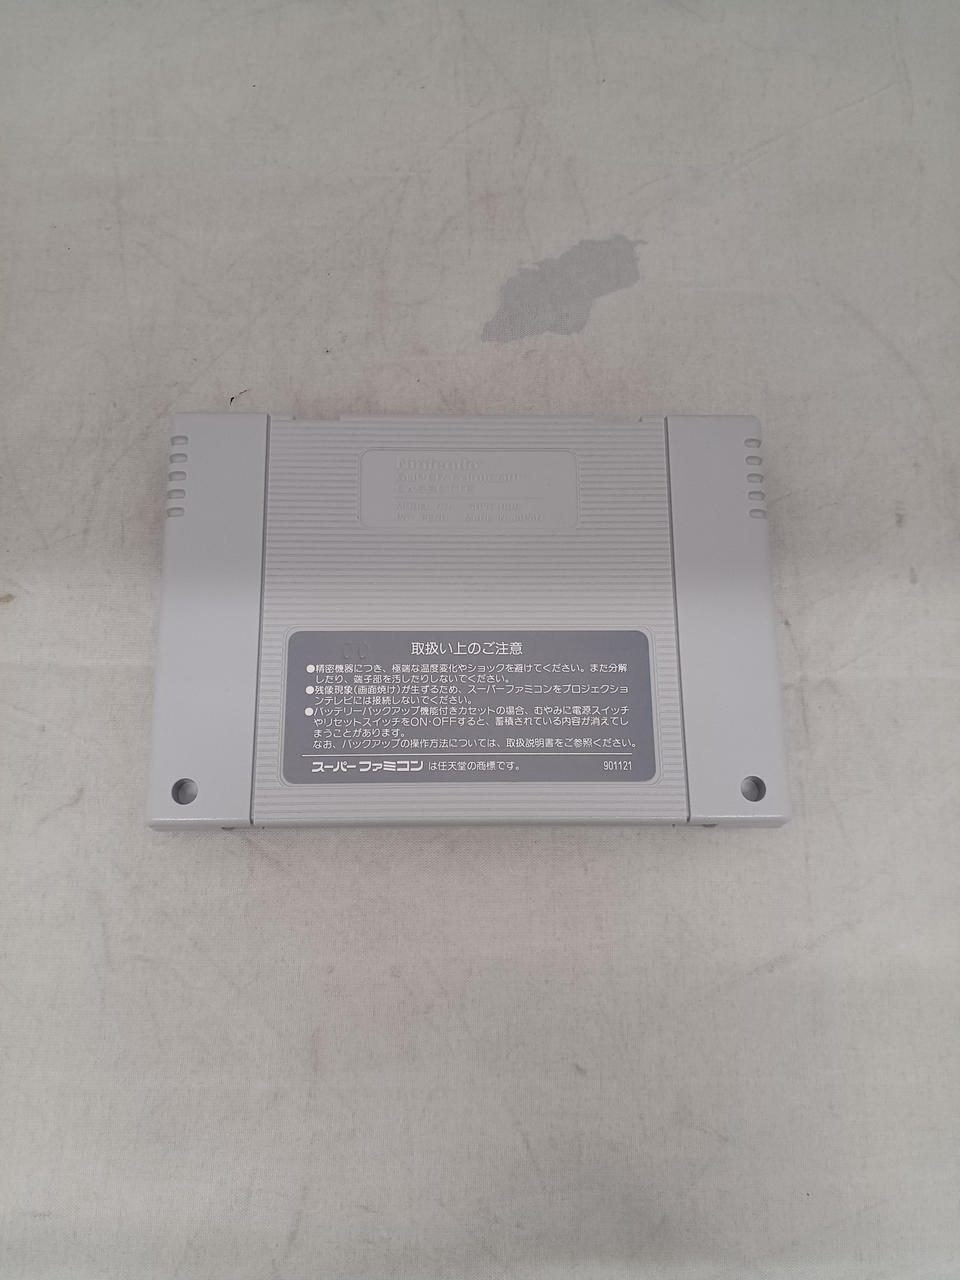 Nintendo
SUPER Famicom
CASSETTE
MADE IN JAPAN
取扱い上のご注意
●精密機器につき、極端な温度変化やショックを避けてください。また分解
したり、端子部を汚したりしないでください。
●残像現象(画面焼け)が生ずるため、スーパーファミコンをプロジェクショ
ンテレビには接続しないでください。
●バッテリーバックアップ機能付きカセットの場合、むやみに電源スイッチ
やリセットスイッチをON・OFFすると、蓄積されている内容が消えてし
まうことがあります。
なお、バックアップの操作方法については、取扱説明書をご参照ください。
スーパーファミコン は任天堂の商標です。 901121